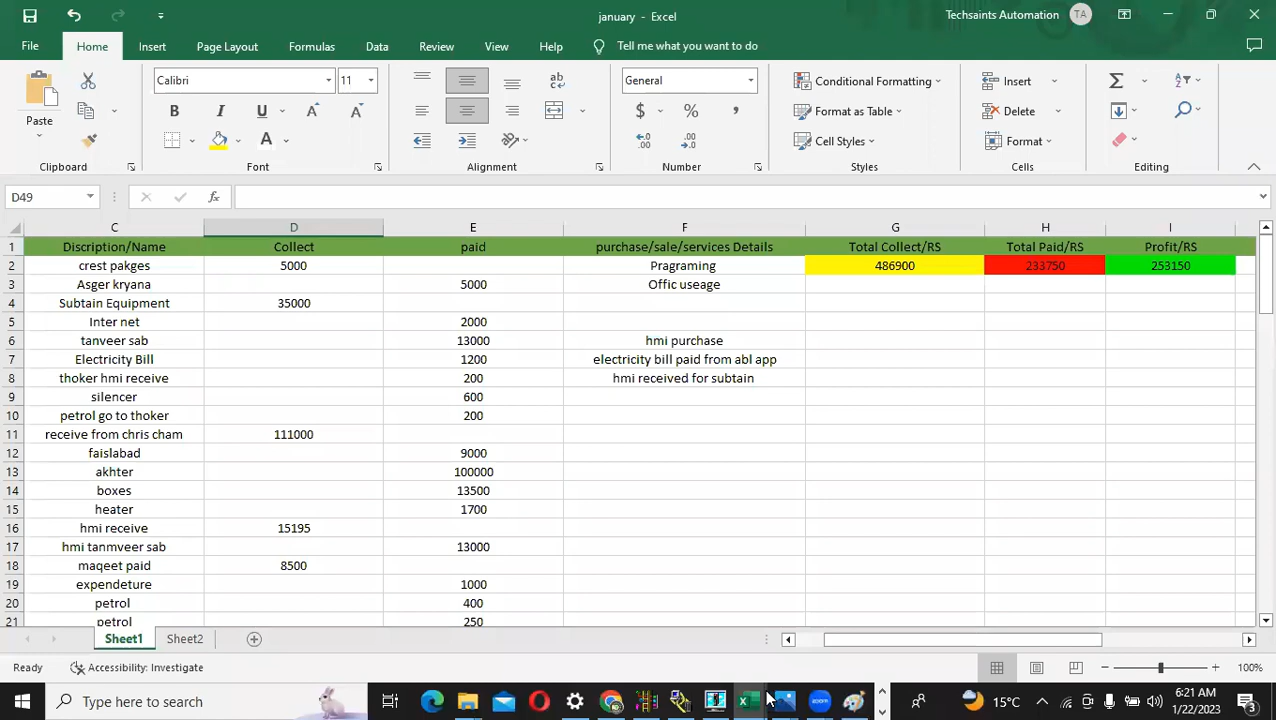 january - Excel
Techsaints Automation TA
File Home Insert Page Layout Formulas Data Review View Help Tell me what you want to do
Paste
Calibri 11
B I U A A A
ab
General
$ % ,
Conditional Formatting
Format as Table
Cell Styles
Insert
Delete
Format
Clipboard Font Alignment Number Styles Cells Editing
D49 fx
C D E F G H I
1 Discription/Name Collect paid purchase/sale/services Details Total Collect/RS Total Paid/RS Profit/RS
2 crest pakges 5000 Pragraming 486900 233750 253150
3 Asger kryana 5000 Offic useage
4 Subtain Equipment 35000
5 Inter net 2000
6 tanveer sab 13000 hmi purchase
7 Electricity Bill 1200 electricity bill paid from abl app
8 thoker hmi receive 200 hmi received for subtain
9 silencer 600
10 petrol go to thoker 200
11 receive from chris cham 111000
12 faislabad 9000
13 akhter 100000
14 boxes 13500
15 heater 1700
16 hmi receive 15195
17 hmi tanmveer sab 13000
18 maqeet paid 8500
19 expendeture 1000
20 petrol 400
21 petrol 250
Sheet1 Sheet2
Ready Accessibility: Investigate 100%
Type here to search
zoom
15°C
6:21 AM
1/22/2023
3